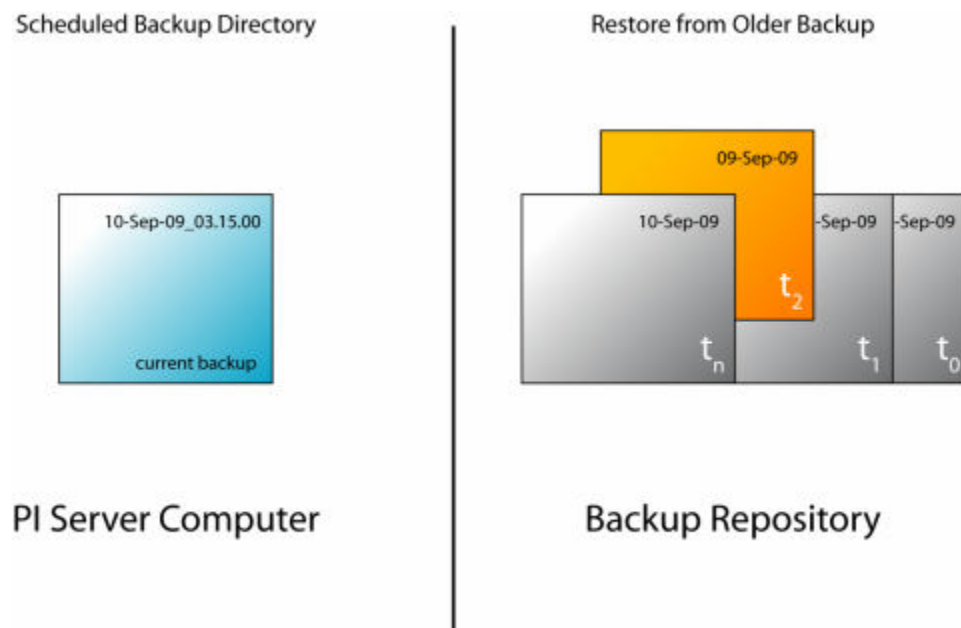 Scheduled Backup Directory
10-Sep-09_03.15.00
current backup
PI Server Computer
Restore from Older Backup
09-Sep-09
10-Sep-09
-Sep-09
-Sep-09
t2
tn
t1
t0
Backup Repository